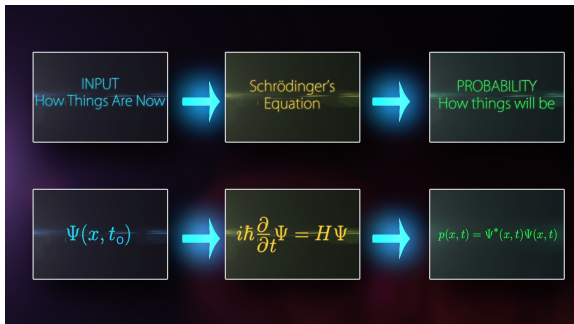 INPUT
How Things Are Now
Schrödinger's
Equation
PROBABILITY
How things will be
Ψ(x, t₀)
iħ ∂/∂t Ψ = HΨ
p(x, t) = Ψ*(x, t)Ψ(x, t)